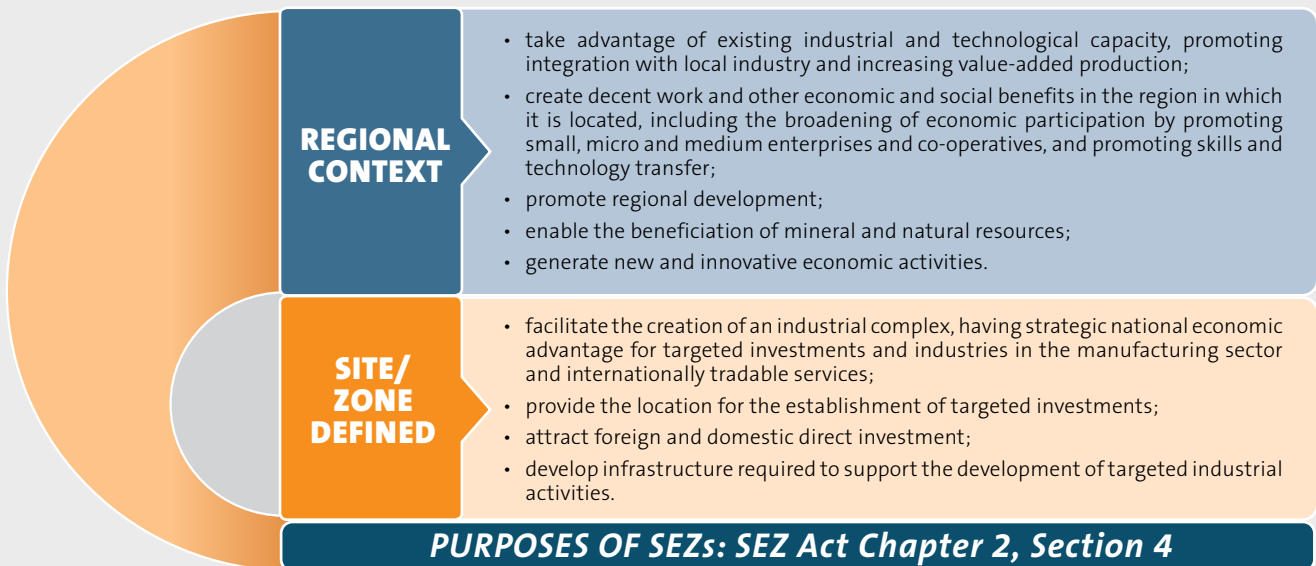 REGIONAL
CONTEXT
• take advantage of existing industrial and technological capacity, promoting
integration with local industry and increasing value-added production;
• create decent work and other economic and social benefits in the region in which
it is located, including the broadening of economic participation by promoting
small, micro and medium enterprises and co-operatives, and promoting skills and
technology transfer;
• promote regional development;
• enable the beneficiation of mineral and natural resources;
• generate new and innovative economic activities.
SITE/
ZONE
DEFINED
• facilitate the creation of an industrial complex, having strategic national economic
advantage for targeted investments and industries in the manufacturing sector
and internationally tradable services;
• provide the location for the establishment of targeted investments;
• attract foreign and domestic direct investment;
• develop infrastructure required to support the development of targeted industrial
activities.
PURPOSES OF SEZs: SEZ Act Chapter 2, Section 4